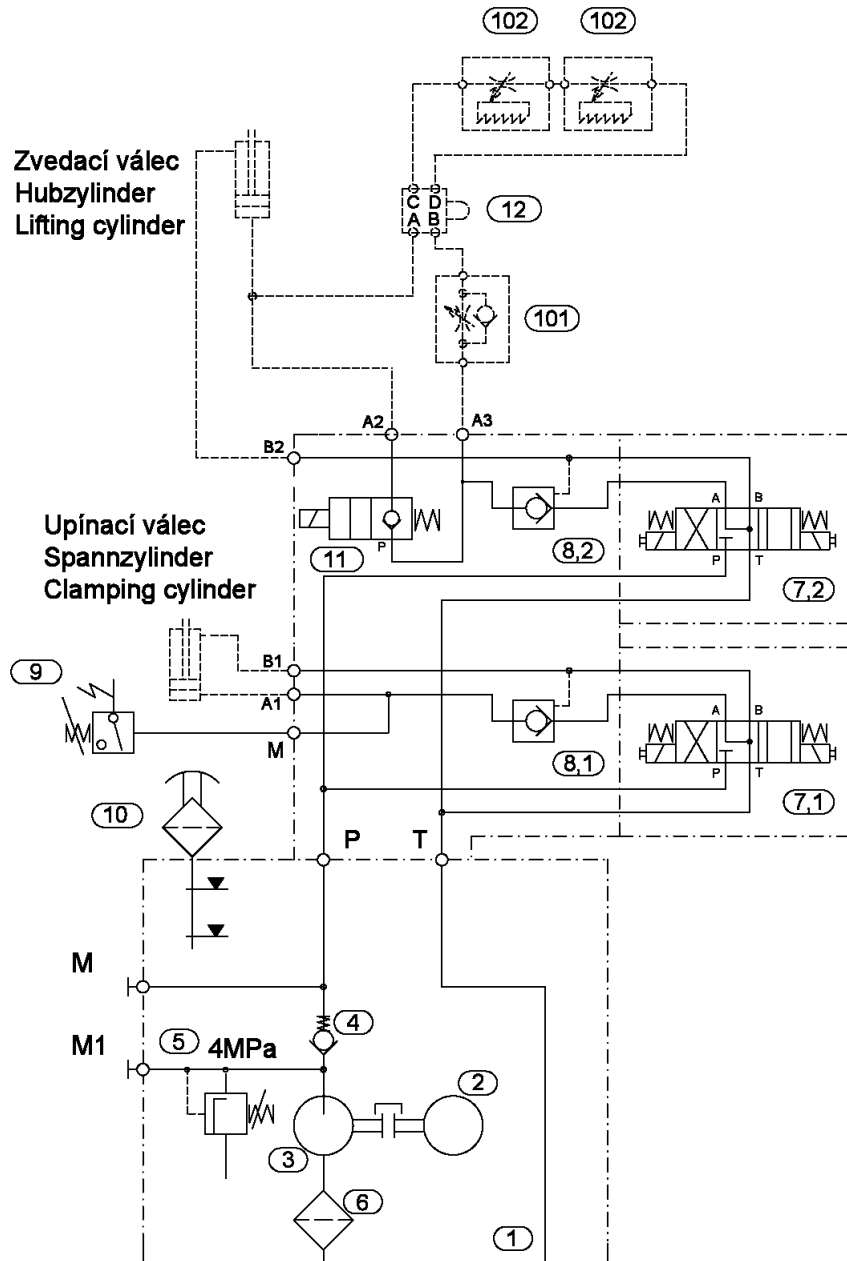 102 102
Zvedací válec
Hubzylinder
Lifting cylinder
C D
A B
12
101
A2 A3
B2
P
A B
P T
11
8,2
7,2
Upínací válec
Spannzylinder
Clamping cylinder
9
B1
A1
M
A B
P T
8,1
7,1
10
P T
M
4
M1
5
4MPa
2
3
6
1